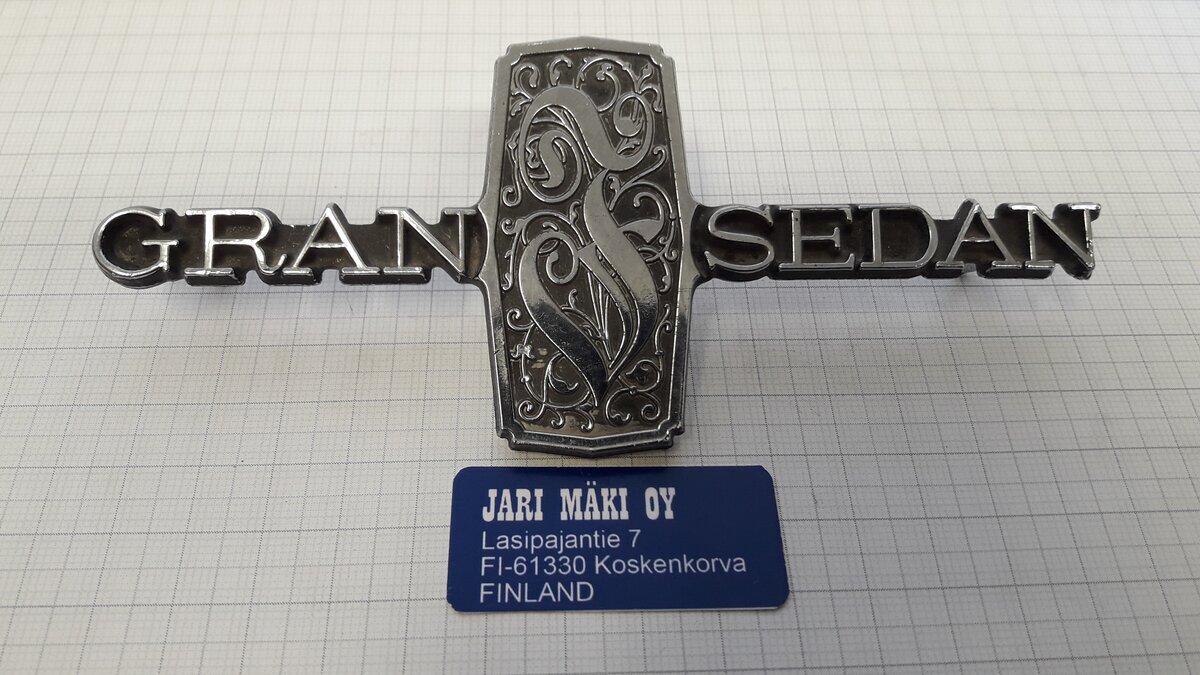 GRAN SEDAN
JARI MÄKI OY
Lasipajantie 7
FI-61330 Koskenkorva
FINLAND